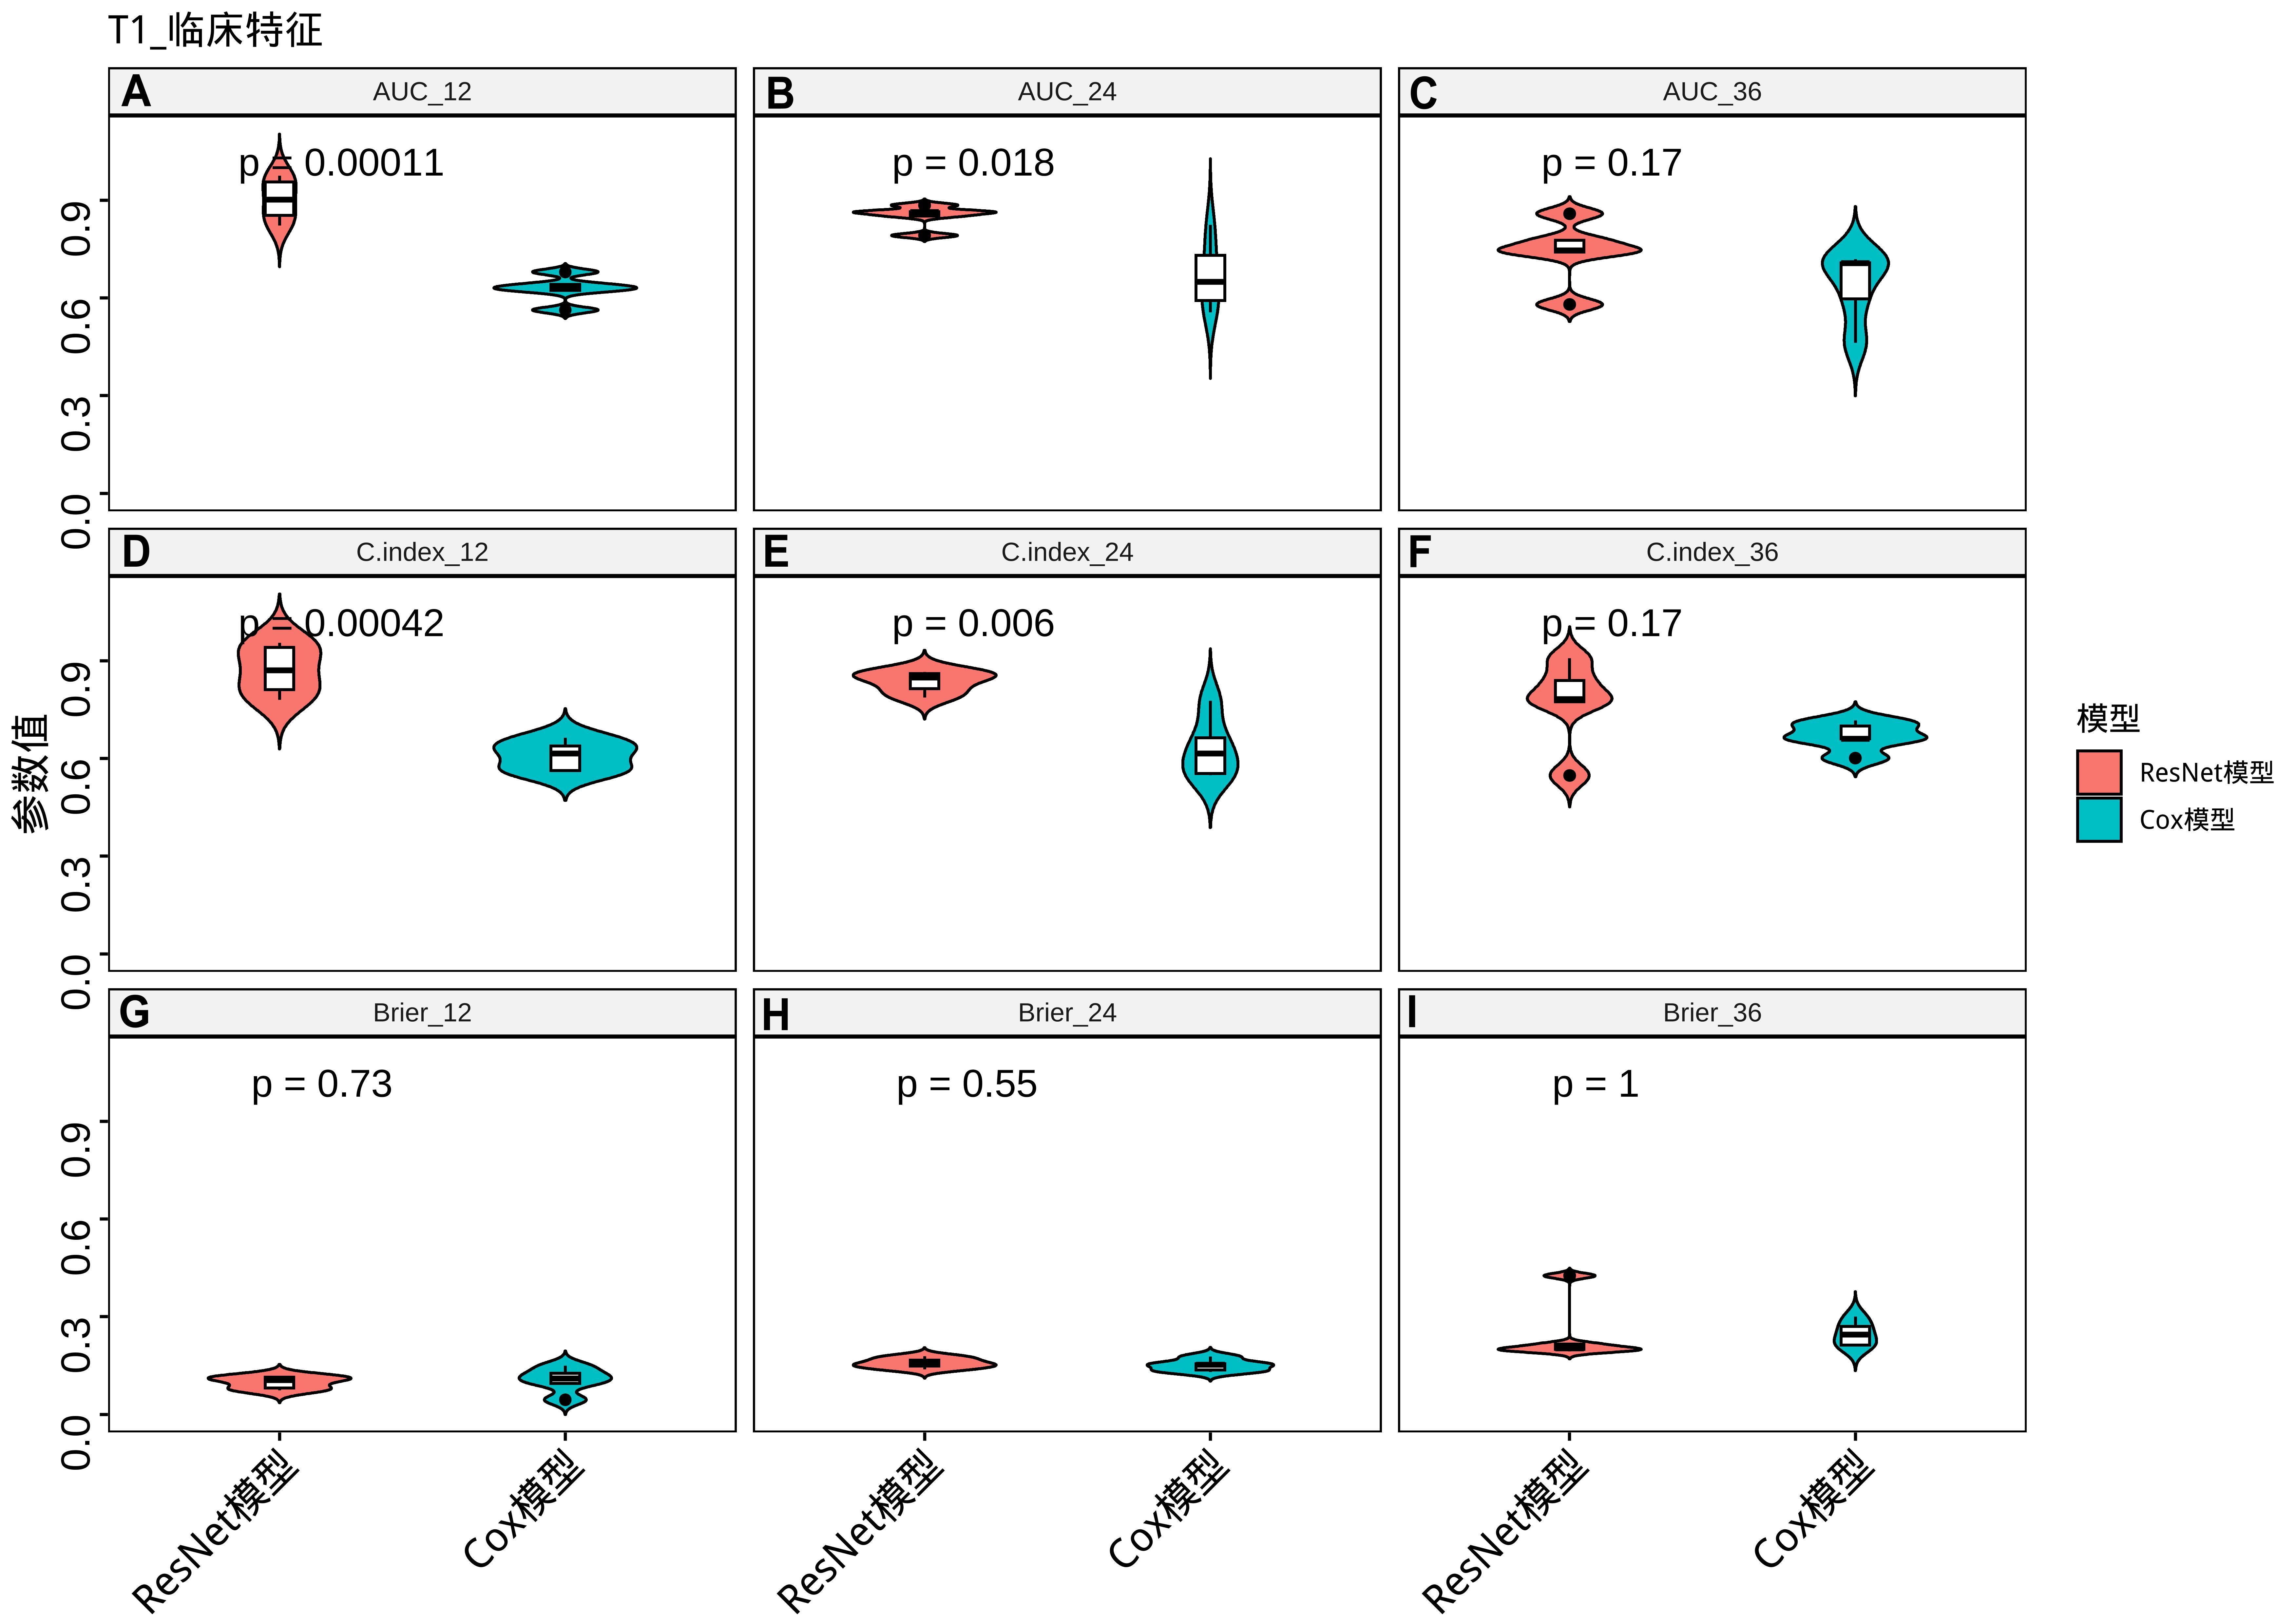 T1_临床特征
A AUC_12
B AUC_24
C AUC_36
p = 0.00011
p = 0.018
p = 0.17
0.9
0.6
0.3
0.0
D C.index_12
E C.index_24
F C.index_36
p = 0.00042
p = 0.006
p = 0.17
0.9
0.6
0.3
0.0
G Brier_12
H Brier_24
I Brier_36
p = 0.73
p = 0.55
p = 1
0.9
0.6
0.3
0.0
参数值
ResNet模型
Cox模型
ResNet模型
Cox模型
ResNet模型
Cox模型
模型
ResNet模型
Cox模型